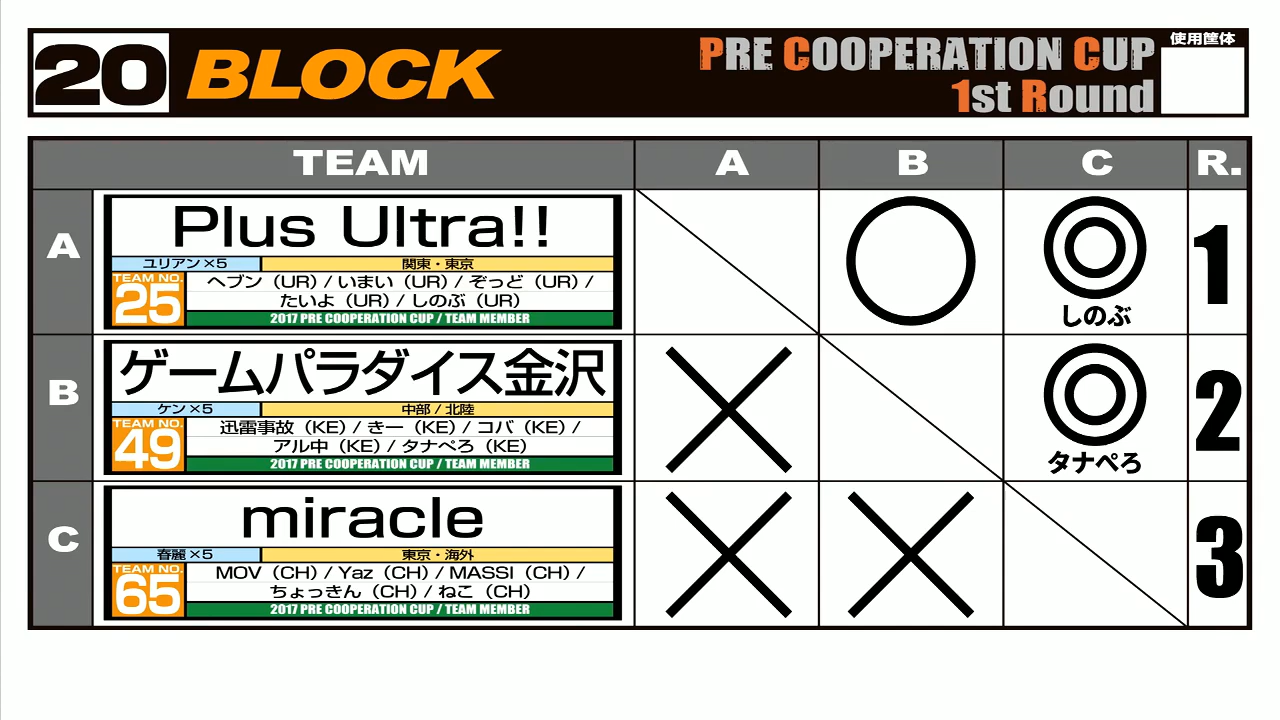 20 BLOCK
PRE COOPERATION CUP
1st Round
使用筐体
TEAM A B C R.
A
Plus Ultra!!
ユリアン×5 関東・東京
TEAM NO.
25
ヘブン（UR）/ いまい（UR）/ ぞっど（UR）/
たいよ（UR）/ しのぶ（UR）
2017 PRE COOPERATION CUP / TEAM MEMBER
◯ ◎
しのぶ
1
B
ゲームパラダイス金沢
ケン×5 中部 / 北陸
TEAM NO.
49
迅雷事故（KE）/ きー（KE）/ コバ（KE）/
アル中（KE）/ タナぺろ（KE）
2017 PRE COOPERATION CUP / TEAM MEMBER
× ◎
タナぺろ
2
C
miracle
春麗×5 東京・海外
TEAM NO.
65
MOV（CH）/ Yaz（CH）/ MASSI（CH）/
ちょっきん（CH）/ ねこ（CH）
2017 PRE COOPERATION CUP / TEAM MEMBER
× ×
3